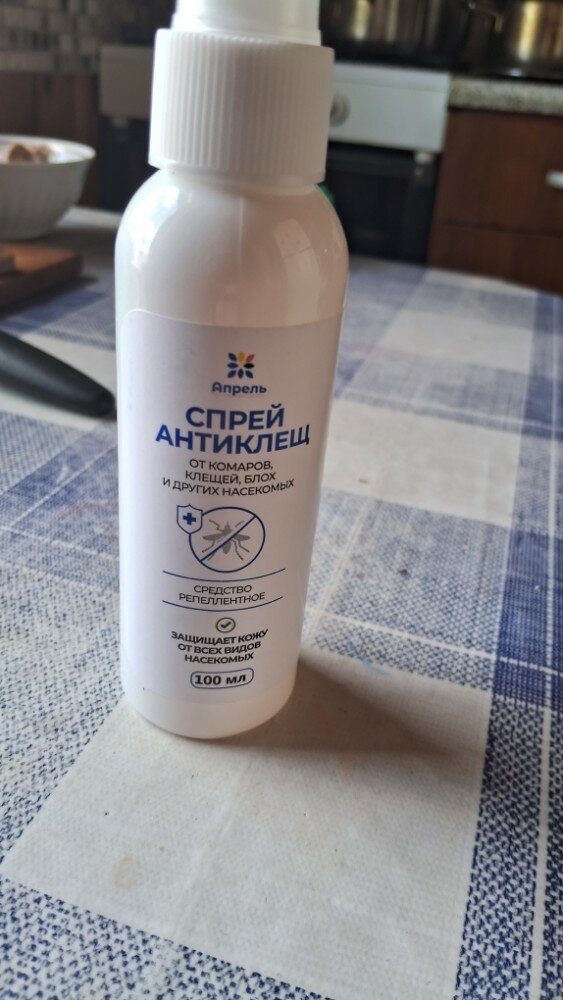 Апрель
СПРЕЙ
АНТИКЛЕЩ
ОТ КОМАРОВ,
КЛЕЩЕЙ, БЛОХ
И ДРУГИХ НАСЕКОМЫХ
СРЕДСТВО
РЕПЕЛЛЕНТНОЕ
ЗАЩИЩАЕТ КОЖУ
ОТ ВСЕХ ВИДОВ
НАСЕКОМЫХ
100 мл